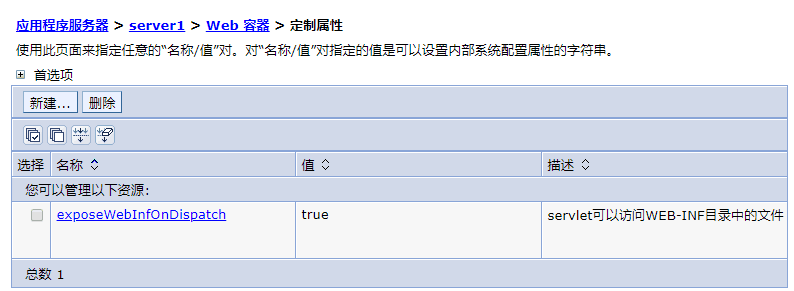 应用程序服务器 > server1 > Web 容器 > 定制属性
使用此页面来指定任意的“名称/值”对。对“名称/值”对指定的值是可以设置内部系统配置属性的字符串。
首选项
新建... 删除
选择 名称 值 描述
您可以管理以下资源:
exposeWebInfOnDispatch true servlet可以访问WEB-INF目录中的文件
总数 1